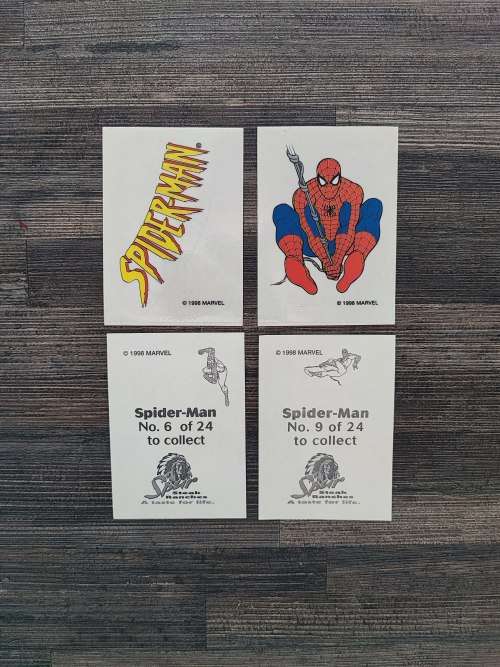 SPIDER-MAN®
© 1998 MARVEL
© 1998 MARVEL
© 1998 MARVEL
Spider-Man
No. 6 of 24
to collect
Spur
Steak
Ranches
A taste for life.
© 1998 MARVEL
Spider-Man
No. 9 of 24
to collect
Spur
Steak
Ranches
A taste for life.